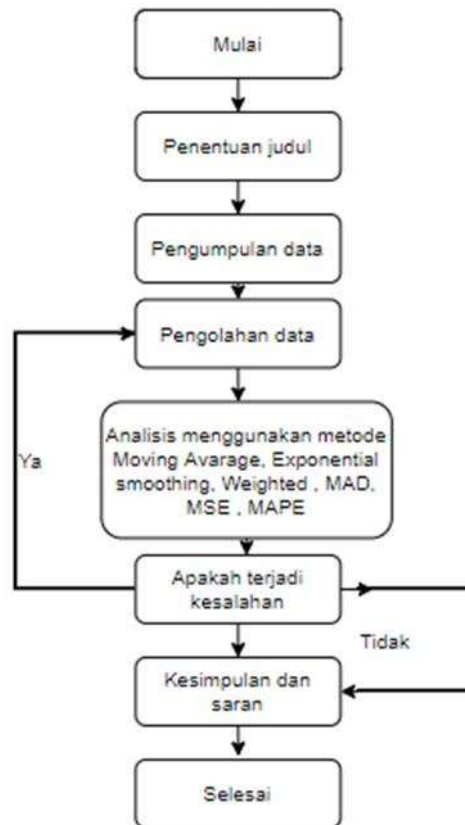 Mulai
Penentuan judul
Pengumpulan data
Pengolahan data
Analisis menggunakan metode
Moving Avarage, Exponential
smoothing, Weighted , MAD,
MSE , MAPE
Ya
Apakah terjadi
kesalahan
Tidak
Kesimpulan dan
saran
Selesai